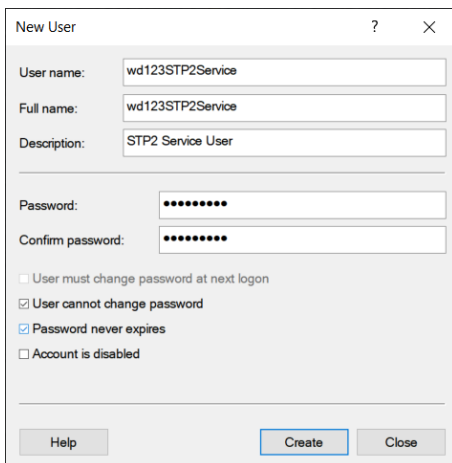 New User ?
User name: wd123STP2Service
Full name: wd123STP2Service
Description: STP2 Service User
Password: •••••••••
Confirm password: •••••••••
User must change password at next logon
User cannot change password
Password never expires
Account is disabled
Help Create Close